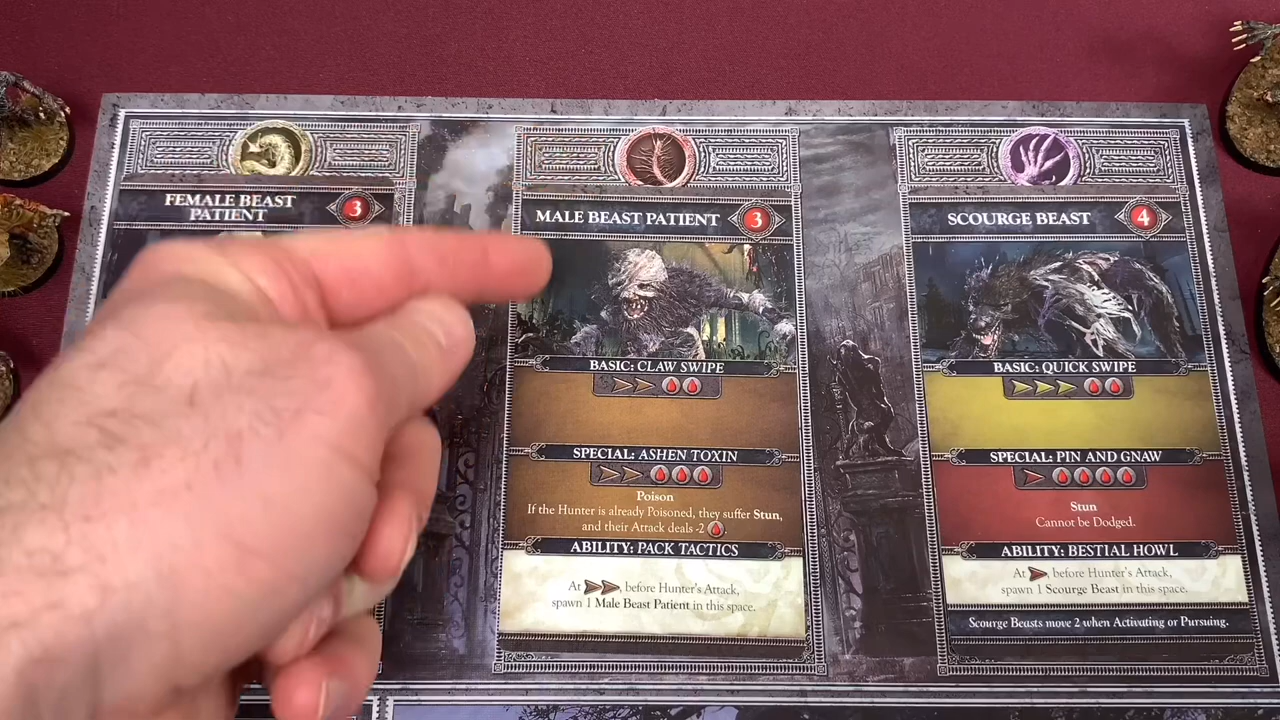 FEMALE BEAST
PATIENT
3
MALE BEAST PATIENT
3
BASIC: CLAW SWIPE
SPECIAL: ASHEN TOXIN
Poison
If the Hunter is already Poisoned, they suffer Stun,
and their Attack deals -2
ABILITY: PACK TACTICS
At , before Hunter's Attack,
spawn 1 Male Beast Patient in this space.
SCOURGE BEAST
4
BASIC: QUICK SWIPE
SPECIAL: PIN AND GNAW
Stun
Cannot be Dodged.
ABILITY: BESTIAL HOWL
At , before Hunter's Attack,
spawn 1 Scourge Beast in this space.
Scourge Beasts move 2 when Activating or Pursuing.